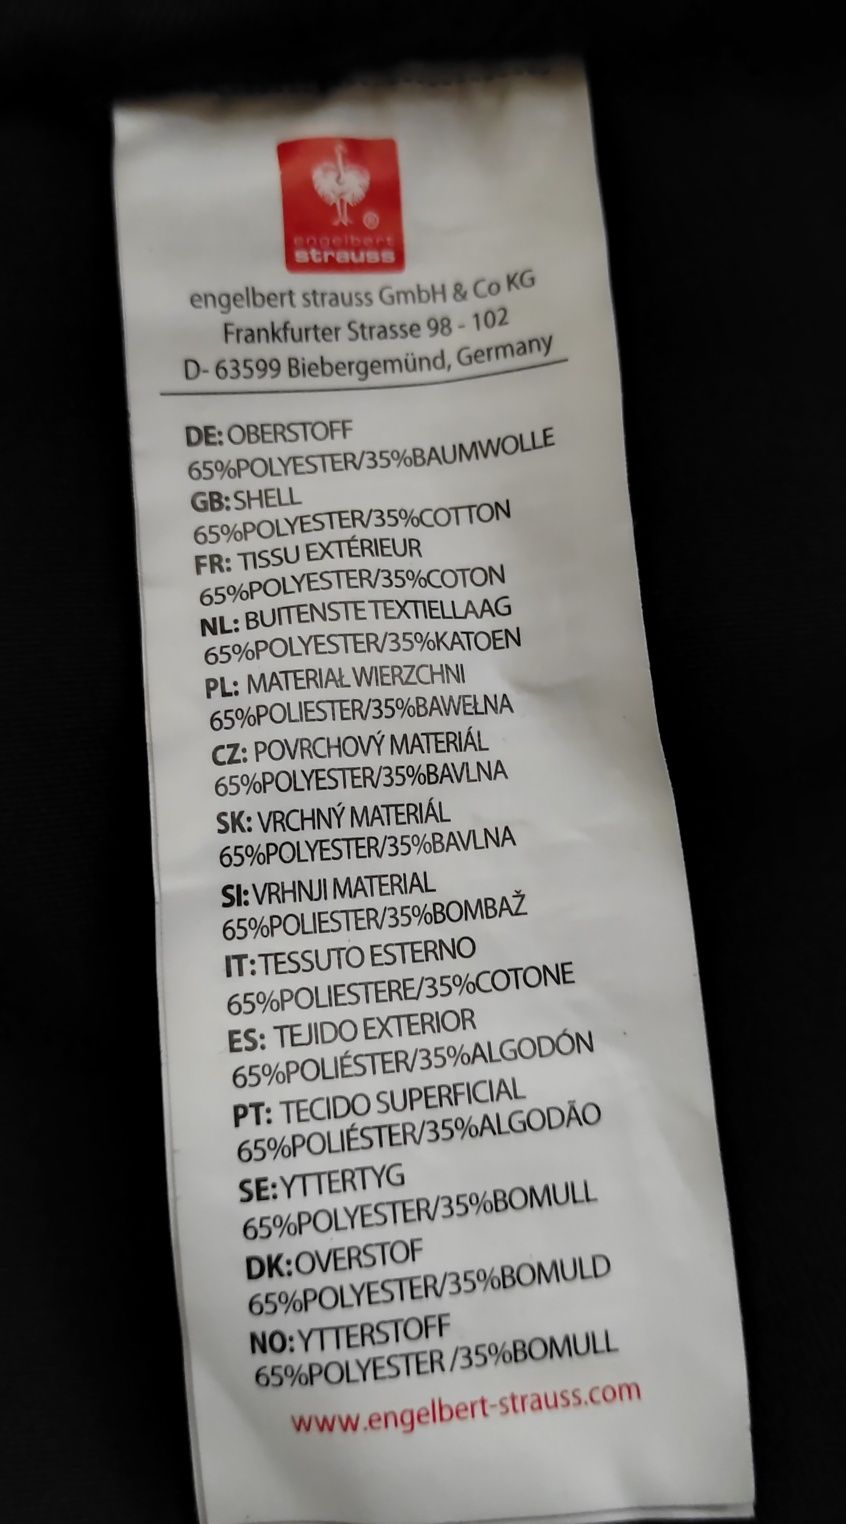 engelbert
strauss
engelbert strauss GmbH & Co KG
Frankfurter Strasse 98 - 102
D- 63599 Biebergemünd, Germany
DE: OBERSTOFF
65%POLYESTER/35%BAUMWOLLE
GB: SHELL
65%POLYESTER/35%COTTON
FR: TISSU EXTÉRIEUR
65%POLYESTER/35%COTON
NL: BUITENSTE TEXTIELLAAG
65%POLYESTER/35%KATOEN
PL: MATERIAŁ WIERZCHNI
65%POLIESTER/35%BAWEŁNA
CZ: POVRCHOVÝ MATERIÁL
65%POLYESTER/35%BAVLNA
SK: VRCHNÝ MATERIÁL
65%POLYESTER/35%BAVLNA
SI: VRHNJI MATERIAL
65%POLIESTER/35%BOMBAŽ
IT: TESSUTO ESTERNO
65%POLIESTERE/35%COTONE
ES: TEJIDO EXTERIOR
65%POLIÉSTER/35%ALGODÓN
PT: TECIDO SUPERFICIAL
65%POLIÉSTER/35%ALGODÃO
SE: YTTERTYG
65%POLYESTER/35%BOMULL
DK: OVERSTOF
65%POLYESTER/35%BOMULD
NO: YTTERSTOFF
65%POLYESTER /35%BOMULL
www.engelbert-strauss.com